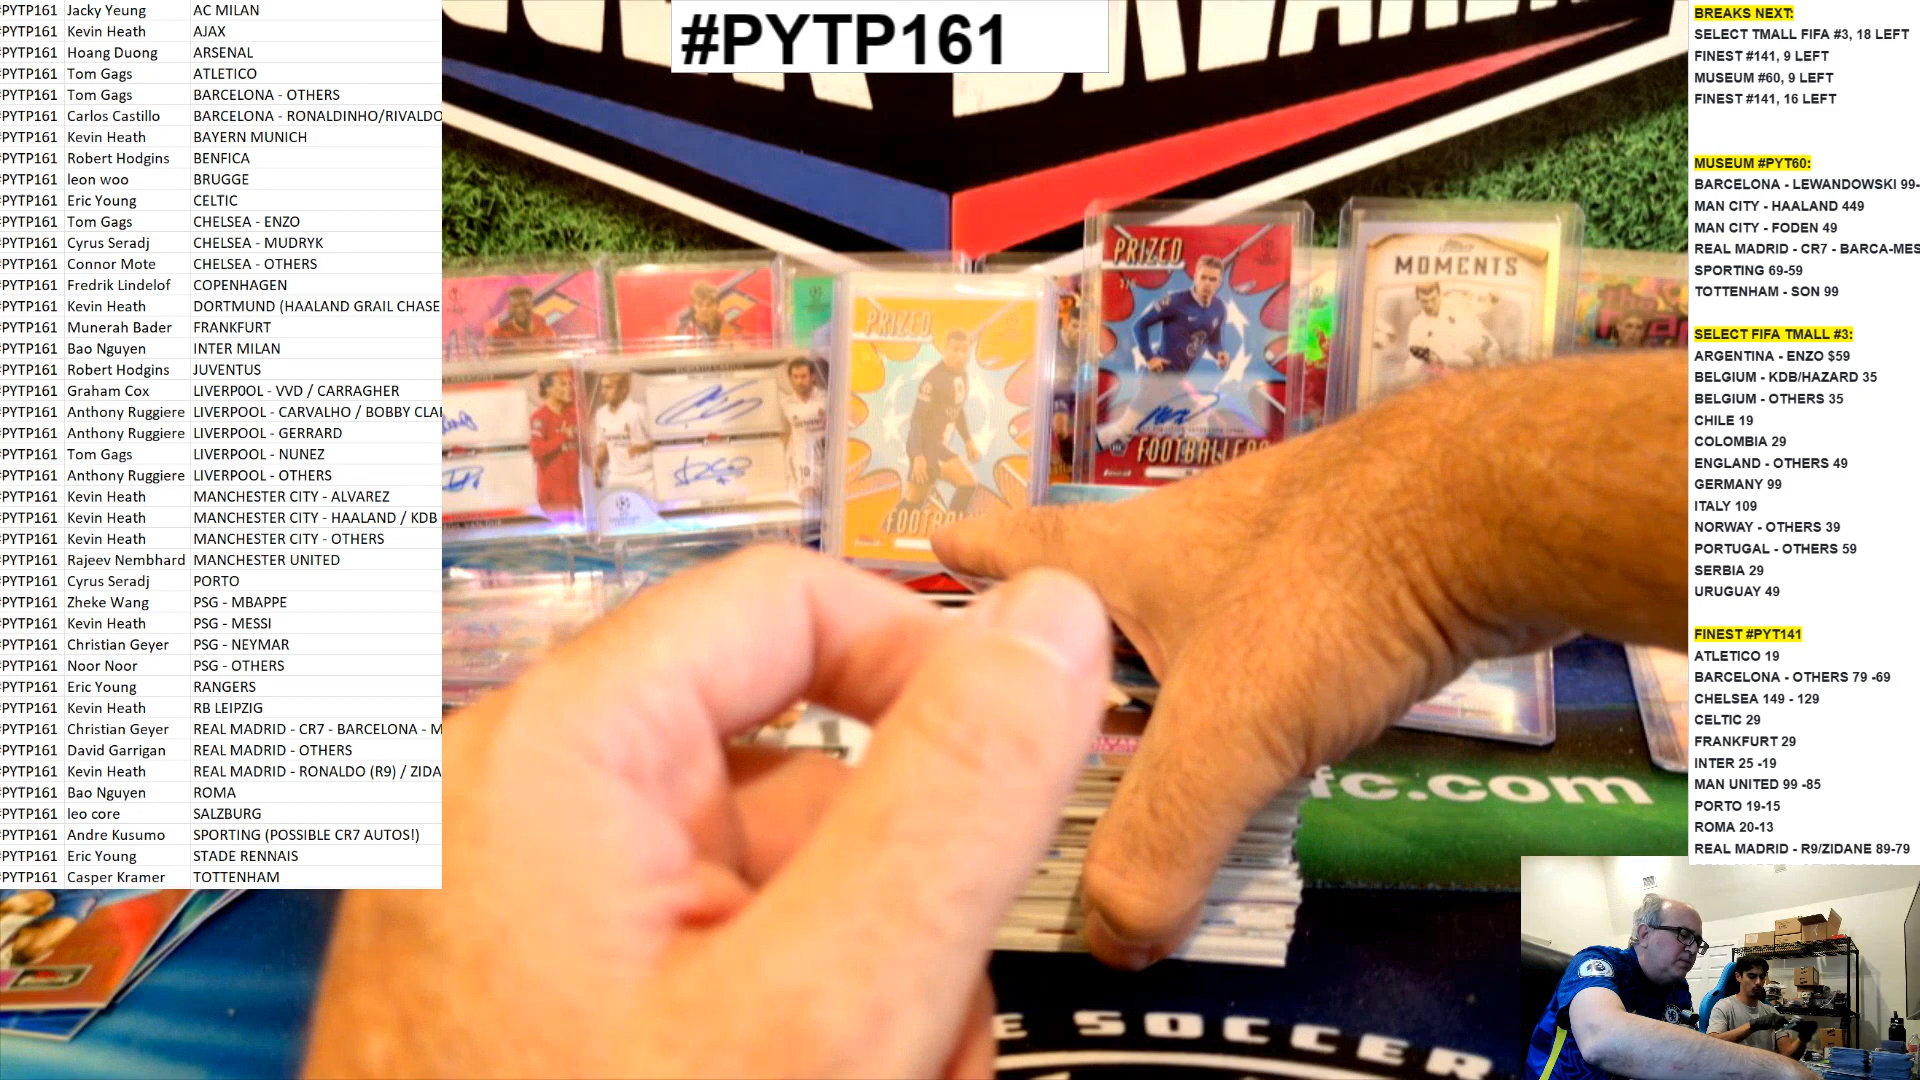 #PYTP161
#PYTP161 Jacky Yeung AC MILAN
#PYTP161 Kevin Heath AJAX
#PYTP161 Hoang Duong ARSENAL
#PYTP161 Tom Gags ATLETICO
#PYTP161 Tom Gags BARCELONA - OTHERS
#PYTP161 Carlos Castillo BARCELONA - RONALDINHO/RIVALDO
#PYTP161 Kevin Heath BAYERN MUNICH
#PYTP161 Robert Hodgins BENFICA
#PYTP161 leon woo BRUGGE
#PYTP161 Eric Young CELTIC
#PYTP161 Tom Gags CHELSEA - ENZO
#PYTP161 Cyrus Seradj CHELSEA - MUDRYK
#PYTP161 Connor Mote CHELSEA - OTHERS
#PYTP161 Fredrik Lindelof COPENHAGEN
#PYTP161 Kevin Heath DORTMUND (HAALAND GRAIL CHASE
#PYTP161 Munerah Bader FRANKFURT
#PYTP161 Bao Nguyen INTER MILAN
#PYTP161 Robert Hodgins JUVENTUS
#PYTP161 Graham Cox LIVERP0OL - VVD / CARRAGHER
#PYTP161 Anthony Ruggiere LIVERPOOL - CARVALHO / BOBBY CLA
#PYTP161 Anthony Ruggiere LIVERPOOL - GERRARD
#PYTP161 Tom Gags LIVERPOOL - NUNEZ
#PYTP161 Anthony Ruggiere LIVERPOOL - OTHERS
#PYTP161 Kevin Heath MANCHESTER CITY - ALVAREZ
#PYTP161 Kevin Heath MANCHESTER CITY - HAALAND / KDB
#PYTP161 Kevin Heath MANCHESTER CITY - OTHERS
#PYTP161 Rajeev Nembhard MANCHESTER UNITED
#PYTP161 Cyrus Seradj PORTO
#PYTP161 Zheke Wang PSG - MBAPPE
#PYTP161 Kevin Heath PSG - MESSI
#PYTP161 Christian Geyer PSG - NEYMAR
#PYTP161 Noor Noor PSG - OTHERS
#PYTP161 Eric Young RANGERS
#PYTP161 Kevin Heath RB LEIPZIG
#PYTP161 Christian Geyer REAL MADRID - CR7 - BARCELONA - M
#PYTP161 David Garrigan REAL MADRID - OTHERS
#PYTP161 Kevin Heath REAL MADRID - RONALDO (R9) / ZIDA
#PYTP161 Bao Nguyen ROMA
#PYTP161 leo core SALZBURG
#PYTP161 Andre Kusumo SPORTING (POSSIBLE CR7 AUTOS!)
#PYTP161 Eric Young STADE RENNAIS
#PYTP161 Casper Kramer TOTTENHAM
PRIZED
FOOTBALLERS
PRIZED
MOMENTS
fc.com
E SOCCER
BREAKS NEXT:
SELECT TMALL FIFA #3, 18 LEFT
FINEST #141, 9 LEFT
MUSEUM #60, 9 LEFT
FINEST #141, 16 LEFT
MUSEUM #PYT60:
BARCELONA - LEWANDOWSKI 99-
MAN CITY - HAALAND 449
MAN CITY - FODEN 49
REAL MADRID - CR7 - BARCA-MES
SPORTING 69-59
TOTTENHAM - SON 99
SELECT FIFA TMALL #3:
ARGENTINA - ENZO $59
BELGIUM - KDB/HAZARD 35
BELGIUM - OTHERS 35
CHILE 19
COLOMBIA 29
ENGLAND - OTHERS 49
GERMANY 99
ITALY 109
NORWAY - OTHERS 39
PORTUGAL - OTHERS 59
SERBIA 29
URUGUAY 49
FINEST #PYT141
ATLETICO 19
BARCELONA - OTHERS 79 -69
CHELSEA 149 - 129
CELTIC 29
FRANKFURT 29
INTER 25 -19
MAN UNITED 99 -85
PORTO 19-15
ROMA 20-13
REAL MADRID - R9/ZIDANE 89-79